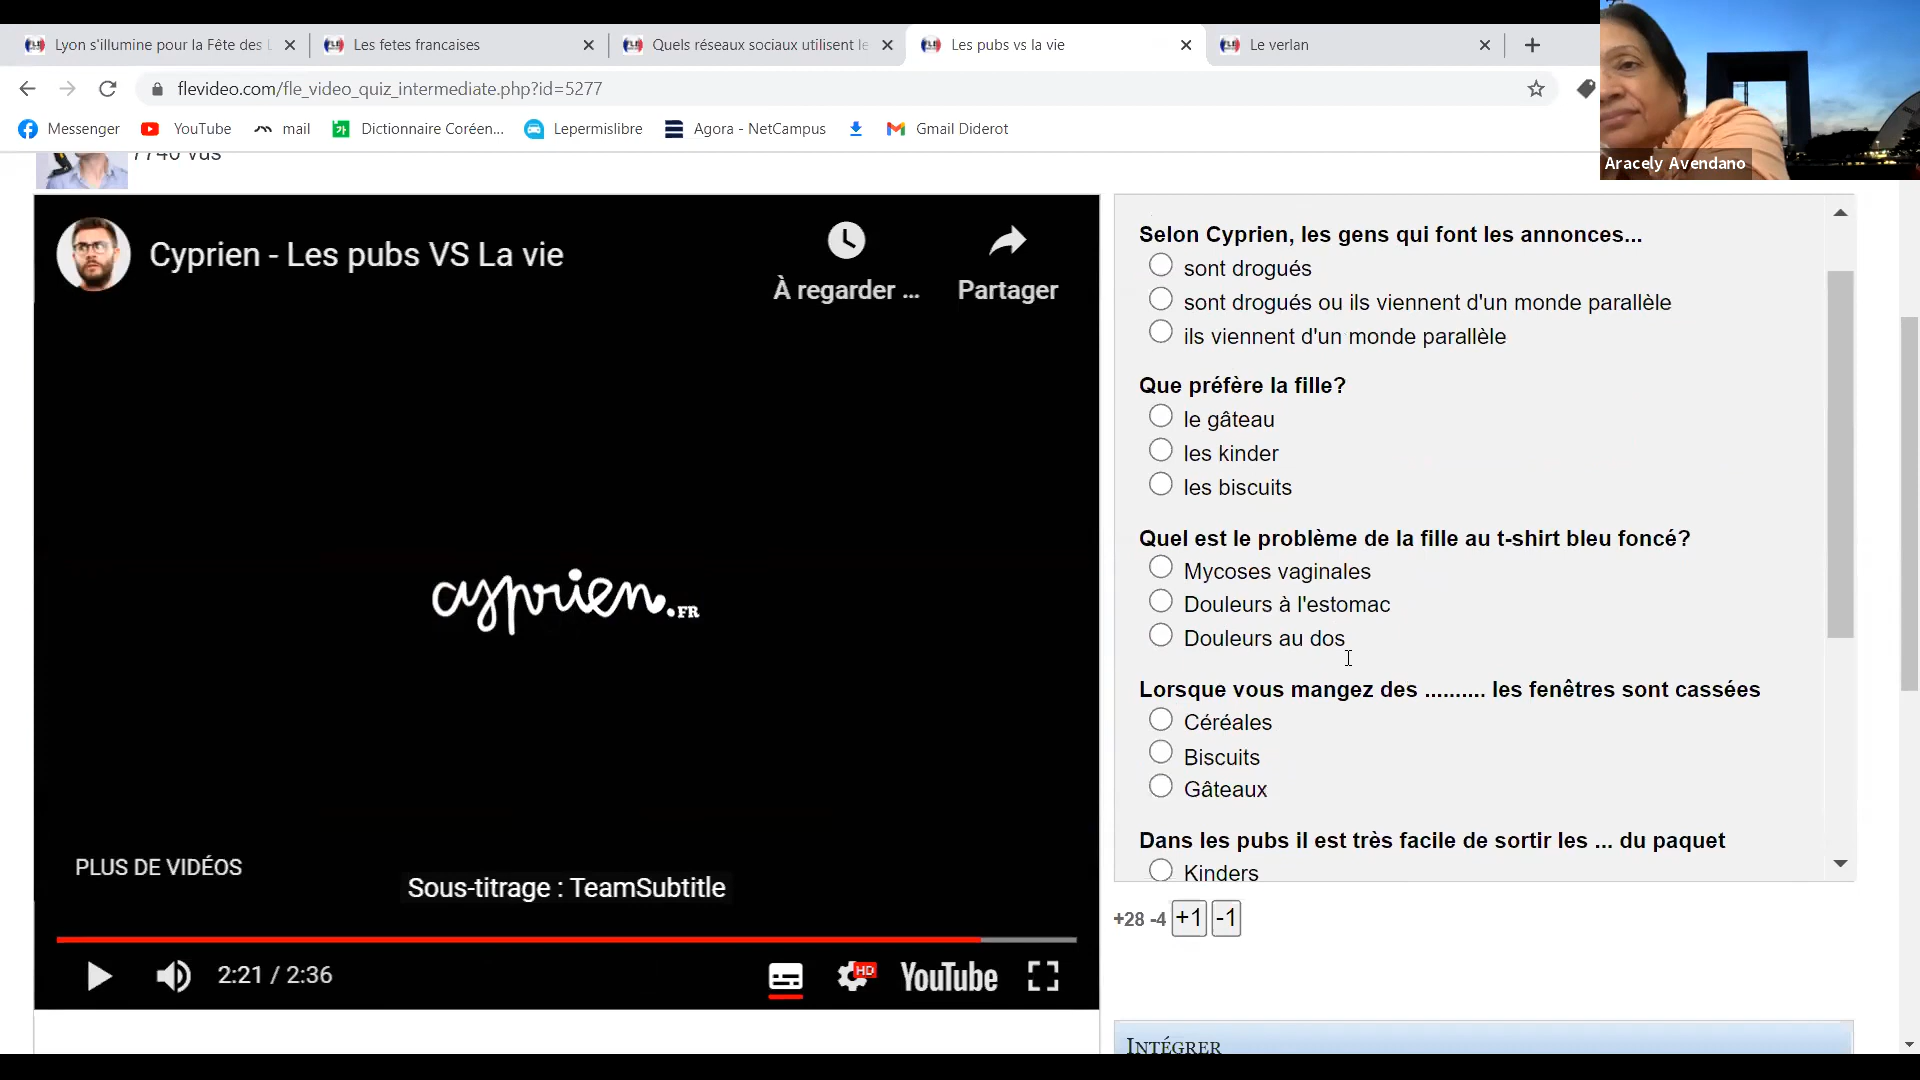 Lyon s'illumine pour la Fête des L
Les fetes francaises
Quels réseaux sociaux utilisent le
Les pubs vs la vie
Le verlan
flevideo.com/fle_video_quiz_intermediate.php?id=5277
Messenger
YouTube
mail
Dictionnaire Coréen...
Lepermislibre
Agora - NetCampus
Gmail Diderot
Aracely Avendano
7740 vus
Cyprien - Les pubs VS La vie
À regarder ...
Partager
cyprien.FR
PLUS DE VIDÉOS
Sous-titrage : TeamSubtitle
2:21 / 2:36
HD
YouTube
Selon Cyprien, les gens qui font les annonces...
sont drogués
sont drogués ou ils viennent d'un monde parallèle
ils viennent d'un monde parallèle
Que préfère la fille?
le gâteau
les kinder
les biscuits
Quel est le problème de la fille au t-shirt bleu foncé?
Mycoses vaginales
Douleurs à l'estomac
Douleurs au dos
Lorsque vous mangez des .......... les fenêtres sont cassées
Céréales
Biscuits
Gâteaux
Dans les pubs il est très facile de sortir les ... du paquet
Kinders
+28 -4 +1 -1
INTÉGRER